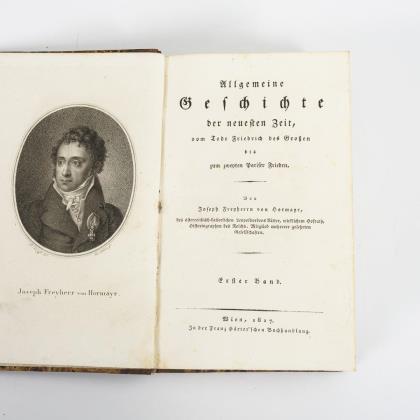 Joseph Freyherr von Hormayr.
Allgemeine
Geschichte
der neuesten Zeit,
vom Tode Friedrich des Großen
bis
zum zweyten Pariser Frieden.
Von
Joseph Freyherrn von Hormayr,
des österreichisch-kaiserlichen Leopoldordens Ritter, wirklichem Hofrath,
Historiographen des Reichs, Mitglied mehrerer gelehrten
Gesellschaften.
Erster Band.
Wien, 1817.
In der Franz Härter'schen Buchhandlung.